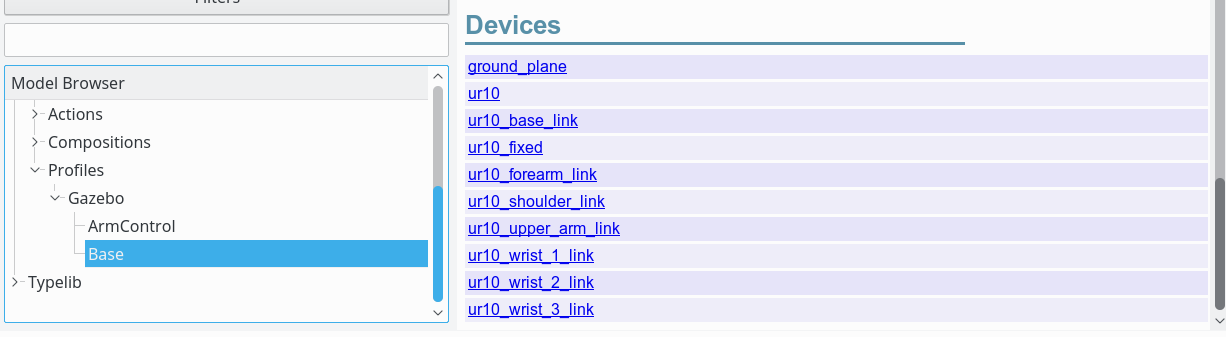 Filters
Model Browser
Actions
Compositions
Profiles
Gazebo
ArmControl
Base
Typelib
Devices
ground_plane
ur10
ur10_base_link
ur10_fixed
ur10_forearm_link
ur10_shoulder_link
ur10_upper_arm_link
ur10_wrist_1_link
ur10_wrist_2_link
ur10_wrist_3_link